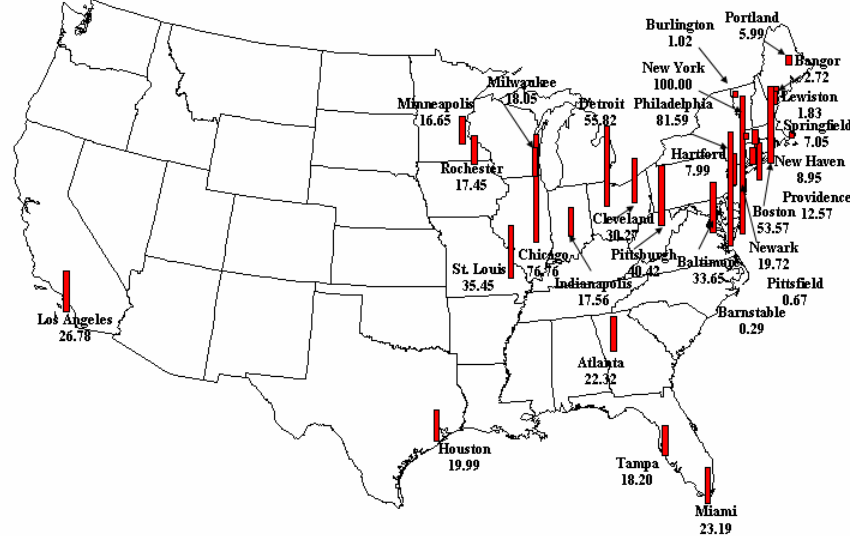 Portland
5.99
Burlington
1.02
Bangor
2.72
New York
100.00
Lewiston
1.83
Milwaukee
18.05
Minneapolis
16.65
Detroit
55.82
Philadelphia
81.59
Springfield
7.05
Hartford
7.99
New Haven
8.95
Rochester
17.45
Providence
12.57
Boston
53.57
Cleveland
30.27
Newark
19.72
Chicago
76.76
Pittsburgh
40.42
Baltimore
33.65
St. Louis
35.45
Indianapolis
17.56
Pittsfield
0.67
Barnstable
0.29
Los Angeles
26.78
Atlanta
22.32
Houston
19.99
Tampa
18.20
Miami
23.19